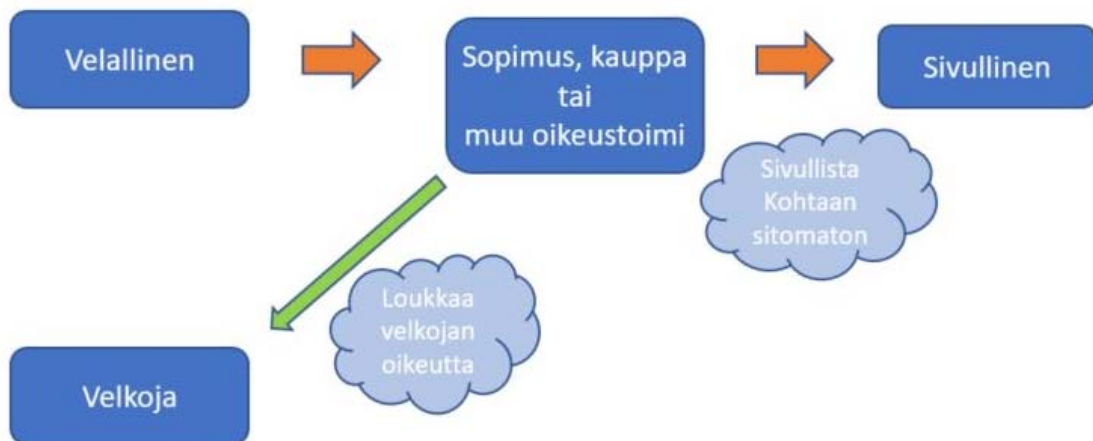 Velallinen
Sopimus, kauppa
tai
muu oikeustoimi
Sivullinen
Sivullista
Kohtaan
sitomaton
Loukkaa
velkojan
oikeutta
Velkoja